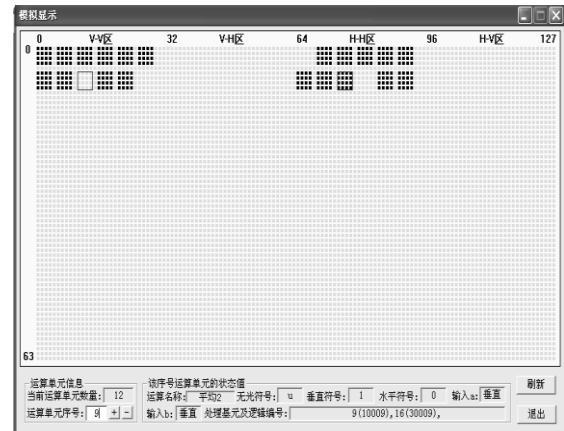 模拟显示
0 V-V区 32 V-H区 64 H-H区 96 H-V区 127
0
63
运算单元信息
当前运算单元数量: 12
运算单元序号: 9 + -
该序号运算单元的状态值
运算名称: 平均2 无光符号: u 垂直符号: 1 水平符号: 0 输入a: 垂直
输入b: 垂直 处理基元及逻辑编号: 9(10009),16(30009),
刷新
退出